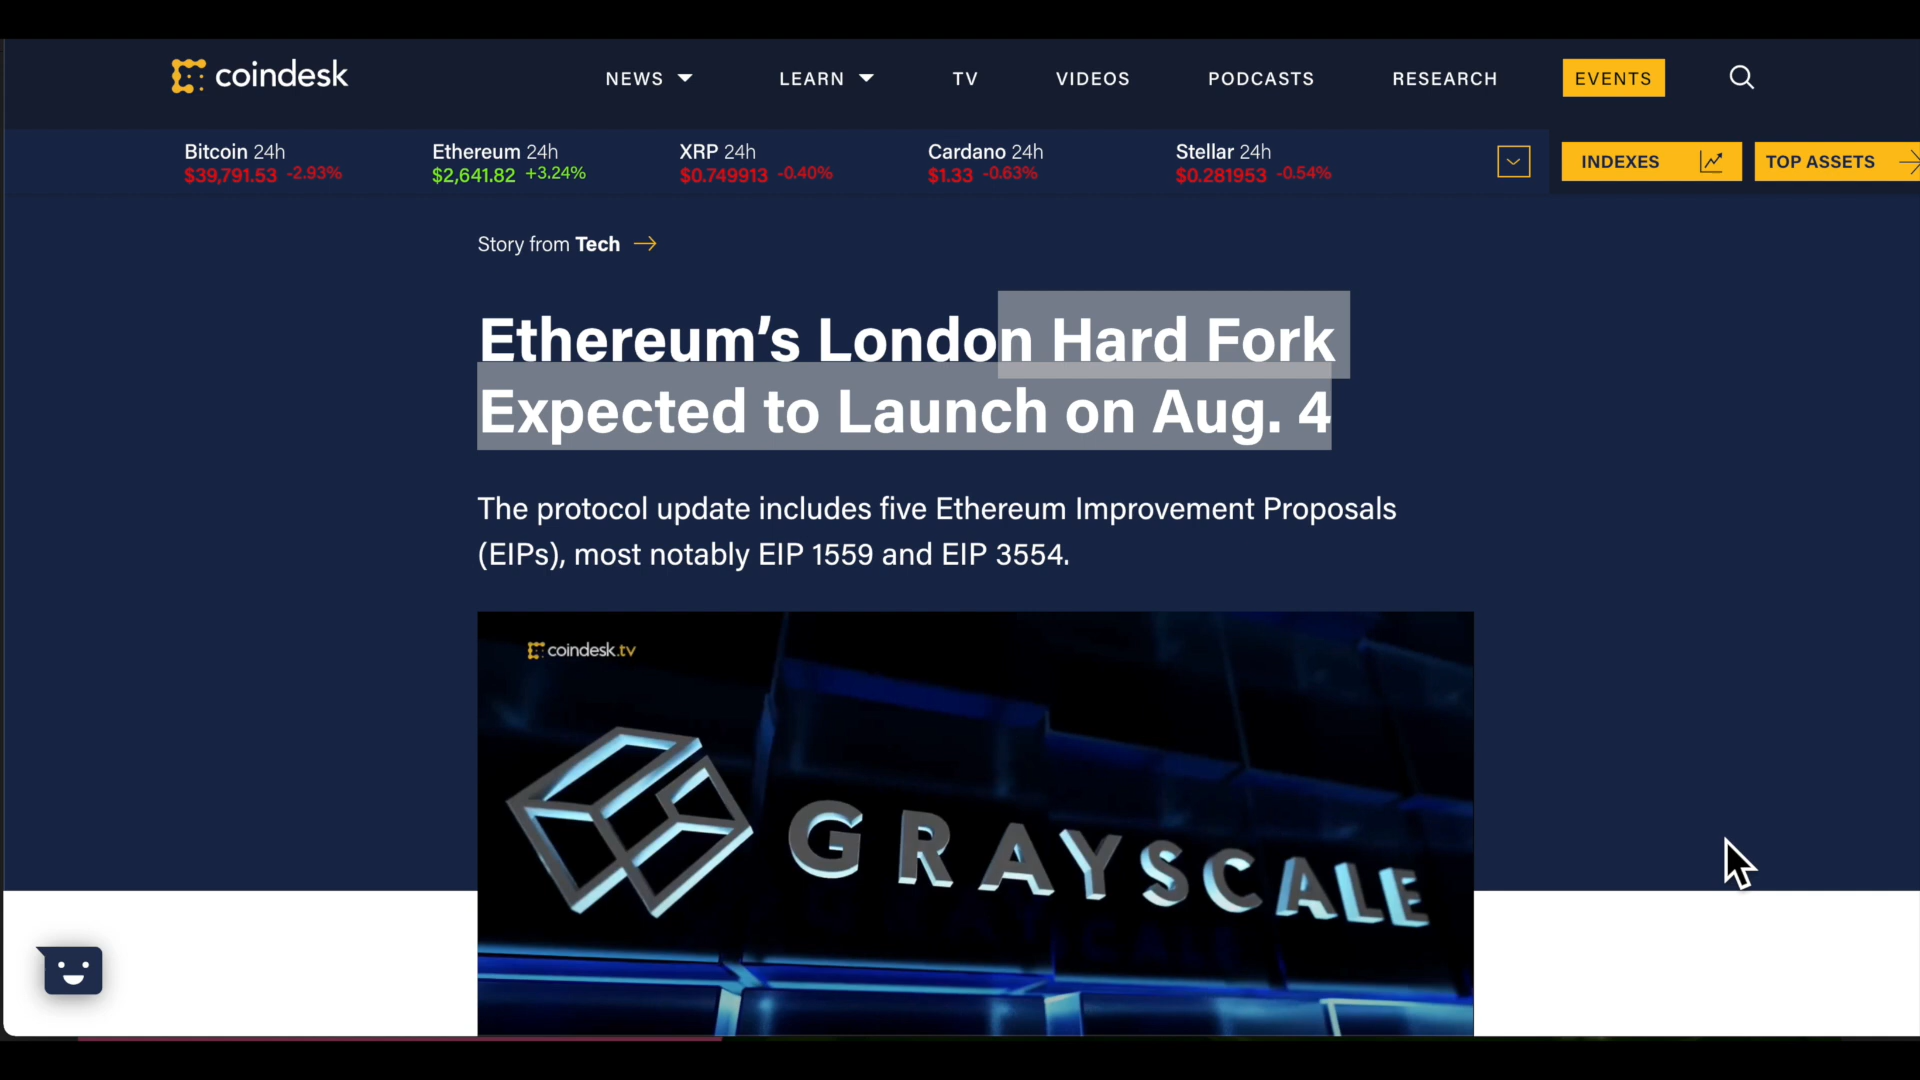 coindesk
NEWS LEARN TV VIDEOS PODCASTS RESEARCH EVENTS
Bitcoin 24h
$39,791.53 -2.93%
Ethereum 24h
$2,641.82 +3.24%
XRP 24h
$0.749913 -0.40%
Cardano 24h
$1.33 -0.63%
Stellar 24h
$0.281953 -0.54%
INDEXES
TOP ASSETS
Story from Tech
Ethereum’s London Hard Fork
Expected to Launch on Aug. 4
The protocol update includes five Ethereum Improvement Proposals
(EIPs), most notably EIP 1559 and EIP 3554.
coindesk.tv
GRAYSCALE